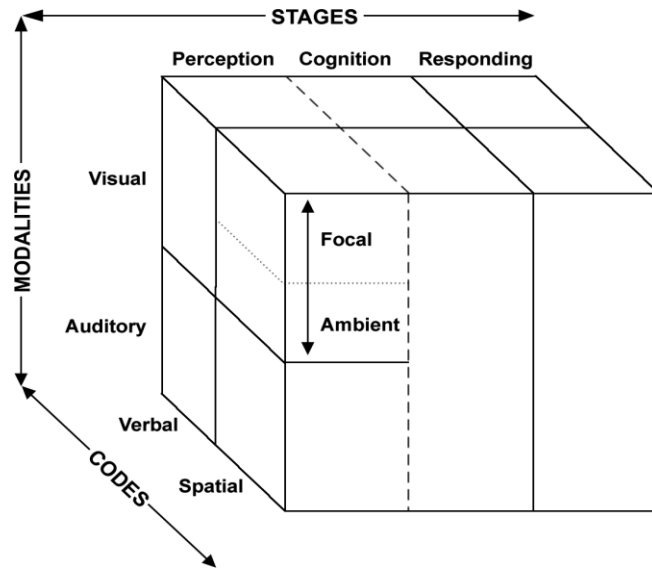 STAGES
Perception Cognition Responding
MODALITIES
Visual
Focal
Auditory
Ambient
Verbal
Spatial
CODES